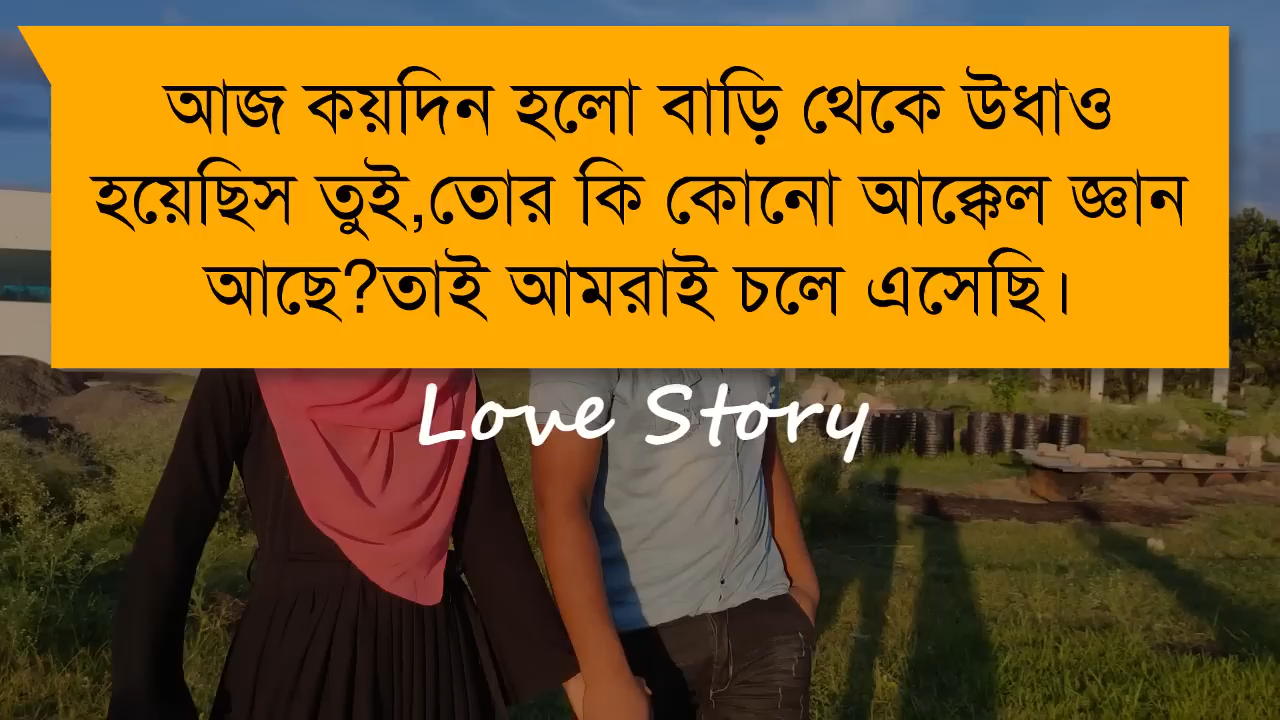 আজ কয়দিন হলো বাড়ি থেকে উধাও
হয়েছিস তুই,তোর কি কোনো আক্কেল জ্ঞান
আছে?তাই আমরাই চলে এসেছি।
Love Story